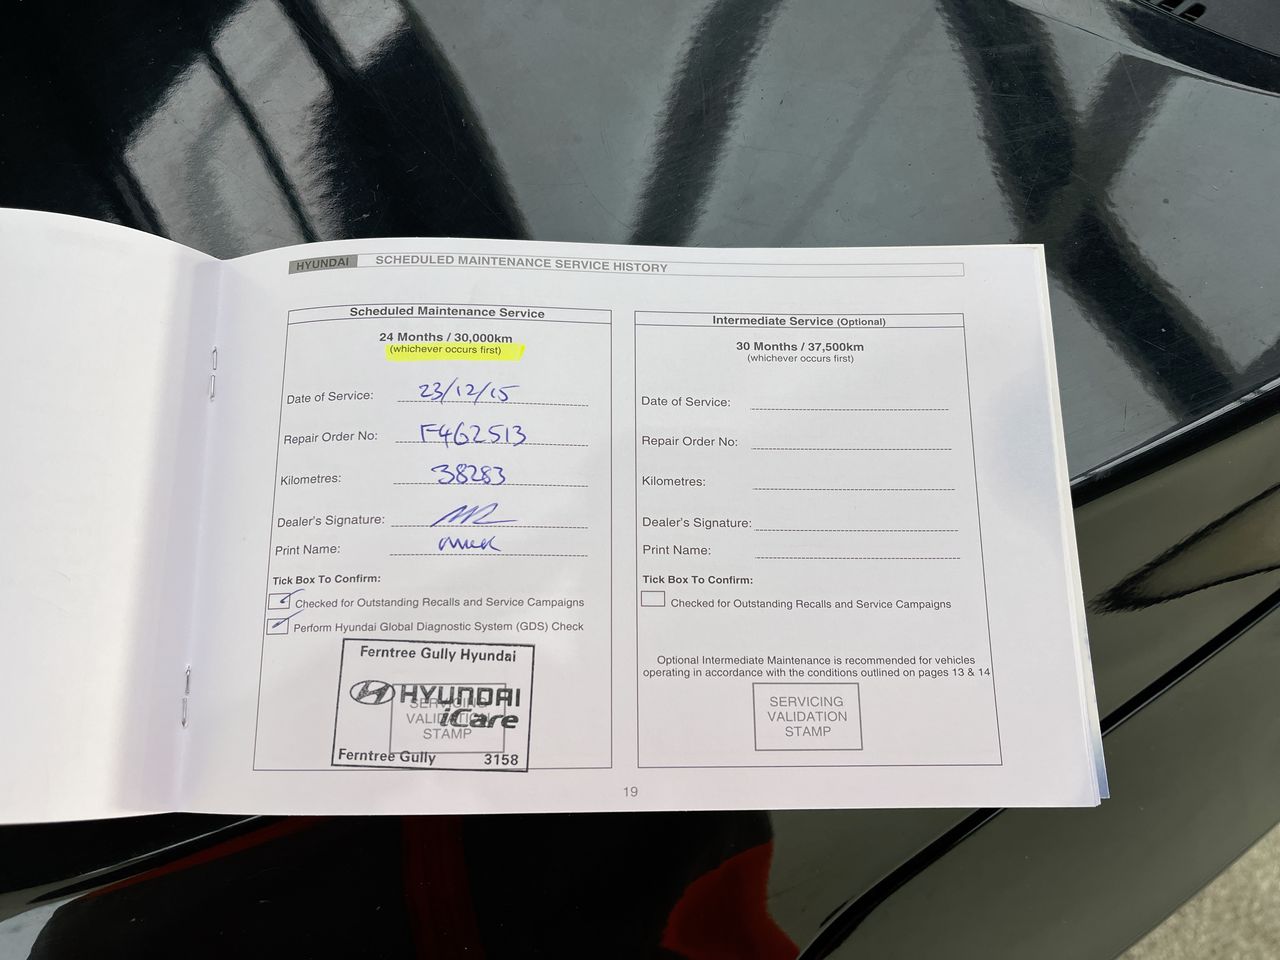 HYUNDAI SCHEDULED MAINTENANCE SERVICE HISTORY
Scheduled Maintenance Service
24 Months / 30,000km
(whichever occurs first)
Date of Service: 23/12/15
Repair Order No: F462513
Kilometres: 38283
Dealer's Signature:
Print Name:
Tick Box To Confirm:
Checked for Outstanding Recalls and Service Campaigns
Perform Hyundai Global Diagnostic System (GDS) Check
Ferntree Gully Hyundai
HYUNDAI
iCare
SERVICING
VALIDATION
STAMP
Ferntree Gully 3158
Intermediate Service (Optional)
30 Months / 37,500km
(whichever occurs first)
Date of Service:
Repair Order No:
Kilometres:
Dealer's Signature:
Print Name:
Tick Box To Confirm:
Checked for Outstanding Recalls and Service Campaigns
Optional Intermediate Maintenance is recommended for vehicles
operating in accordance with the conditions outlined on pages 13 & 14
SERVICING
VALIDATION
STAMP
19